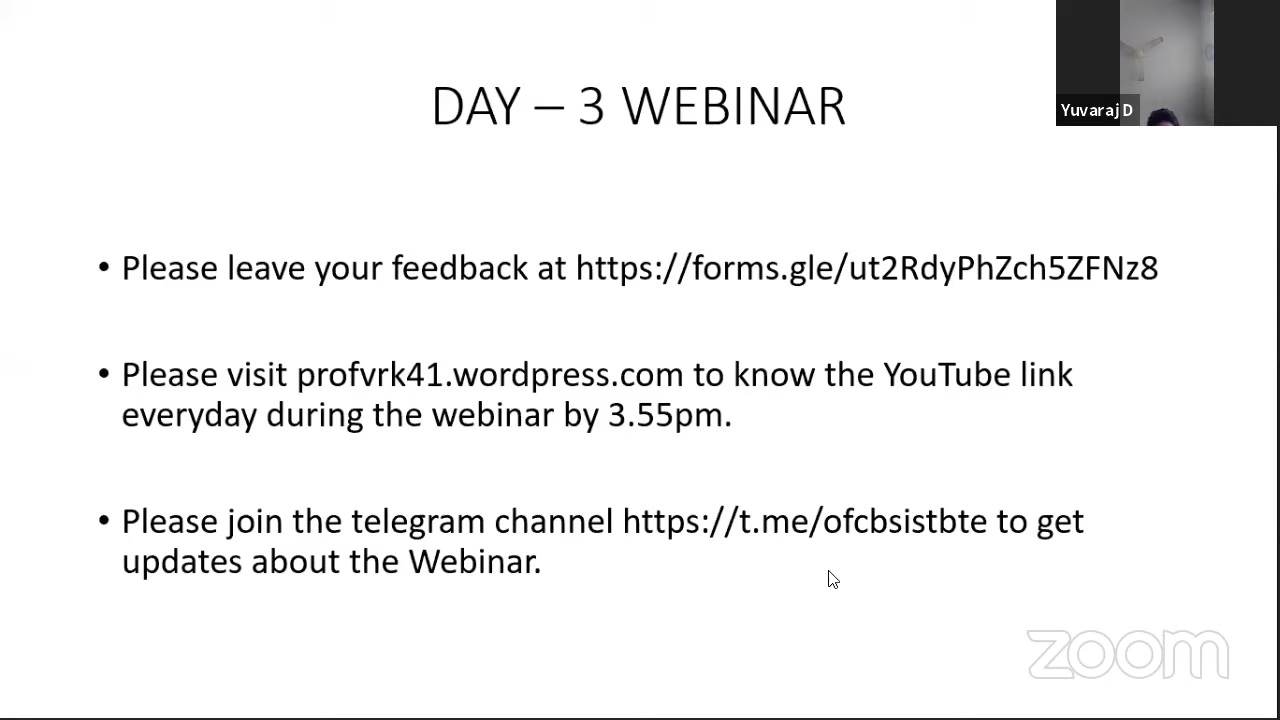 DAY – 3 WEBINAR
Yuvaraj D
• Please leave your feedback at https://forms.gle/ut2RdyPhZch5ZFNz8
• Please visit profvrk41.wordpress.com to know the YouTube link
everyday during the webinar by 3.55pm.
• Please join the telegram channel https://t.me/ofcbsistbte to get
updates about the Webinar.
zoom